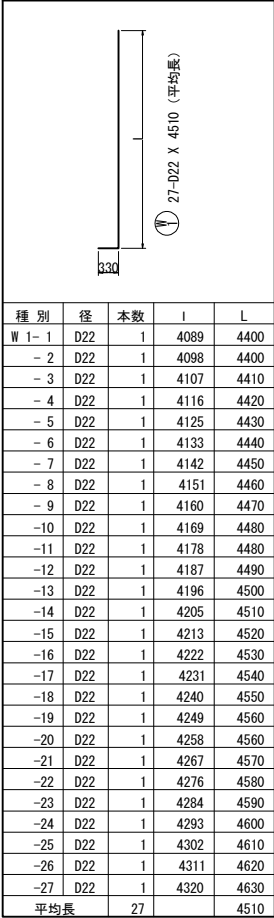 l
27-D22 X 4510 (平均長)
W1
330
種 別 径 本数 l L
W 1- 1 D22 1 4089 4400
- 2 D22 1 4098 4400
- 3 D22 1 4107 4410
- 4 D22 1 4116 4420
- 5 D22 1 4125 4430
- 6 D22 1 4133 4440
- 7 D22 1 4142 4450
- 8 D22 1 4151 4460
- 9 D22 1 4160 4470
-10 D22 1 4169 4480
-11 D22 1 4178 4480
-12 D22 1 4187 4490
-13 D22 1 4196 4500
-14 D22 1 4205 4510
-15 D22 1 4213 4520
-16 D22 1 4222 4530
-17 D22 1 4231 4540
-18 D22 1 4240 4550
-19 D22 1 4249 4560
-20 D22 1 4258 4560
-21 D22 1 4267 4570
-22 D22 1 4276 4580
-23 D22 1 4284 4590
-24 D22 1 4293 4600
-25 D22 1 4302 4610
-26 D22 1 4311 4620
-27 D22 1 4320 4630
平均長 27 4510